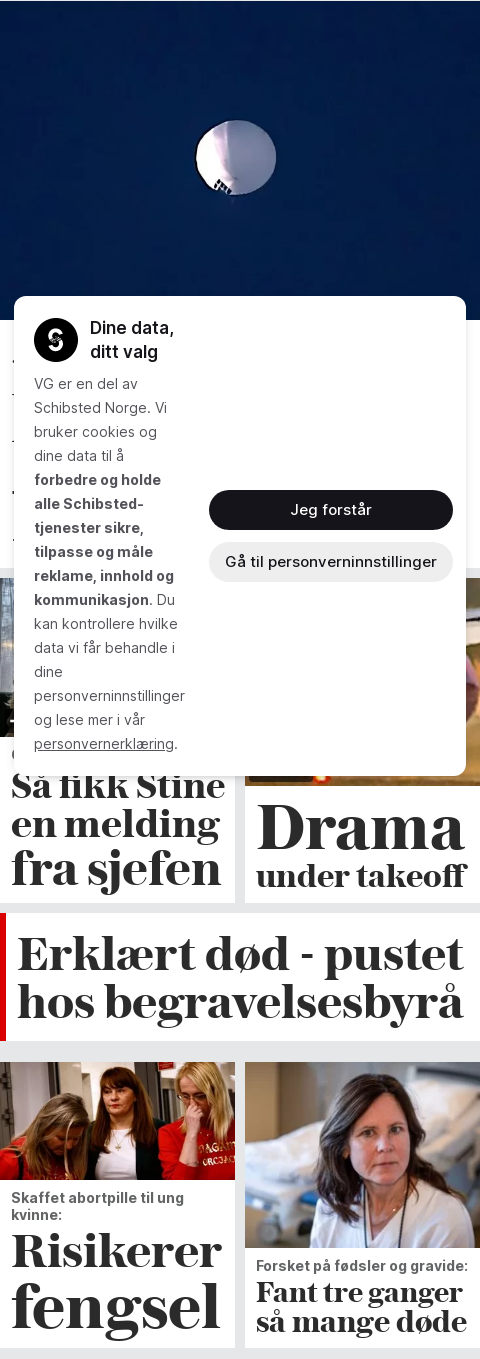 Dine data,
ditt valg
VG er en del av
Schibsted Norge. Vi
bruker cookies og
dine data til å
forbedre og holde
alle Schibsted-
tjenester sikre,
tilpasse og måle
reklame, innhold og
kommunikasjon. Du
kan kontrollere hvilke
data vi får behandle i
dine
personverninnstillinger
og lese mer i vår
personvernerklæring.
Jeg forstår
Gå til personverninnstillinger
Så fikk Stine
en melding
fra sjefen
Drama
under takeoff
Erklært død - pustet
hos begravelsesbyrå
Skaffet abortpille til ung
kvinne:
Risikerer
fengsel
Forsket på fødsler og gravide:
Fant tre ganger
så mange døde